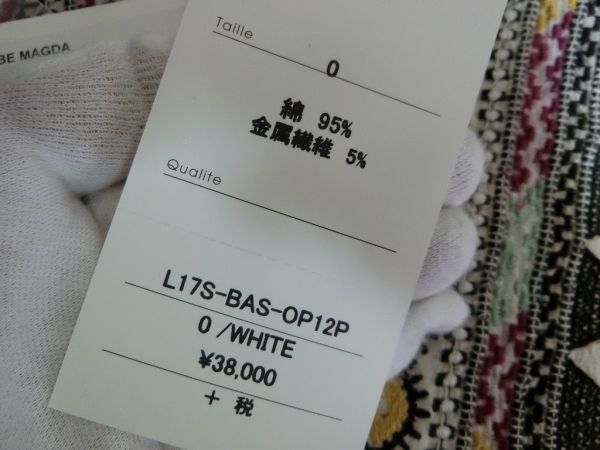 BE MAGDA
Taille
0
綿 95%
金属繊維 5%
Qualite
L17S-BAS-OP12P
0 /WHITE
¥38,000
+ 税